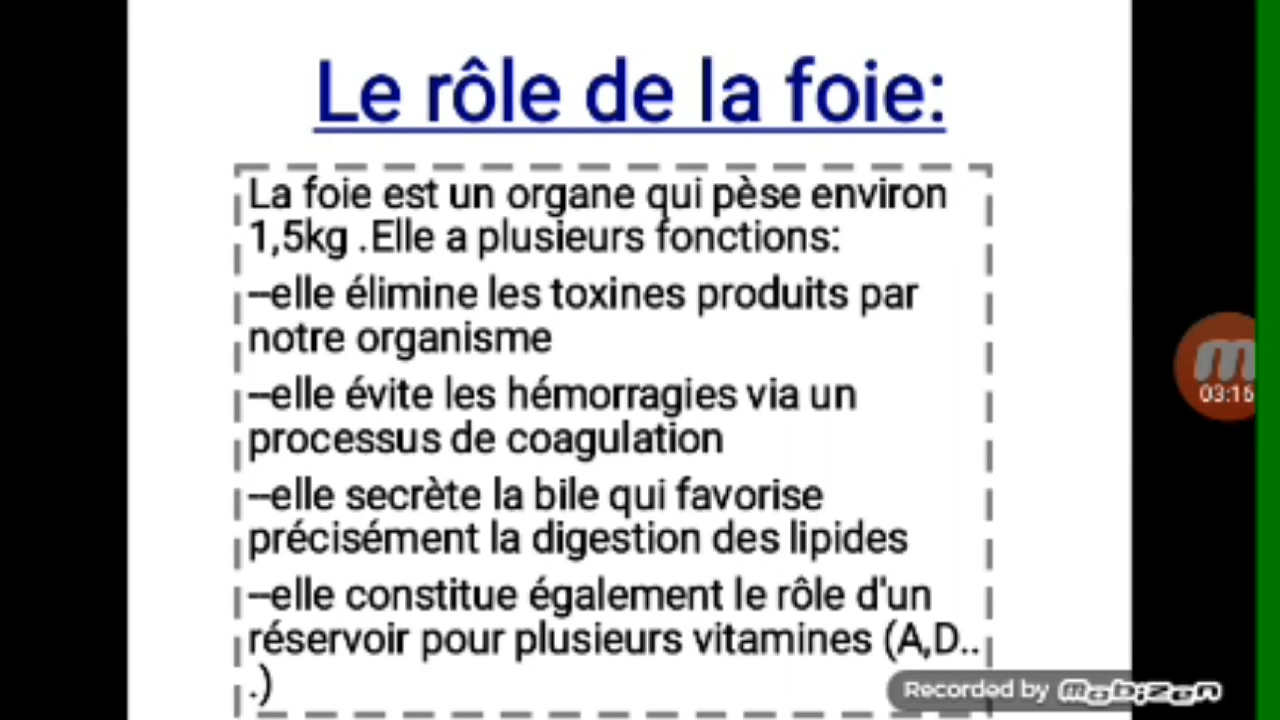 Le rôle de la foie:
La foie est un organe qui pèse environ
1,5kg .Elle a plusieurs fonctions:
--elle élimine les toxines produits par
notre organisme
--elle évite les hémorragies via un
processus de coagulation
--elle secrète la bile qui favorise
précisément la digestion des lipides
--elle constitue également le rôle d'un
réservoir pour plusieurs vitamines (A,D..
.)
03:16
Recorded by mobizen